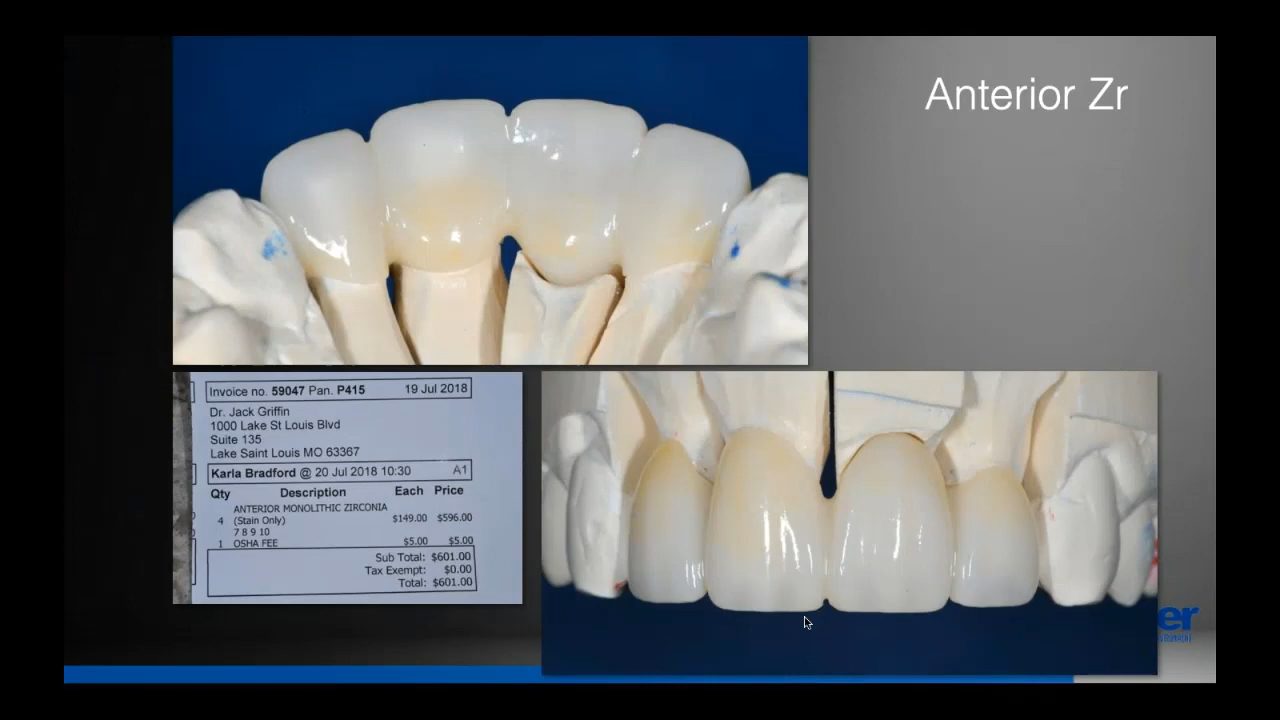 Anterior Zr
Invoice no. 59047 Pan. P415 19 Jul 2018
Dr. Jack Griffin
1000 Lake St Louis Blvd
Suite 135
Lake Saint Louis MO 63367
Karla Bradford @ 20 Jul 2018 10:30 A1
Qty Description Each Price
ANTERIOR MONOLITHIC ZIRCONIA
4 (Stain Only) $149.00 $596.00
7 8 9 10
1 OSHA FEE $5.00 $5.00
Sub Total: $601.00
Tax Exempt: $0.00
Total: $601.00
er